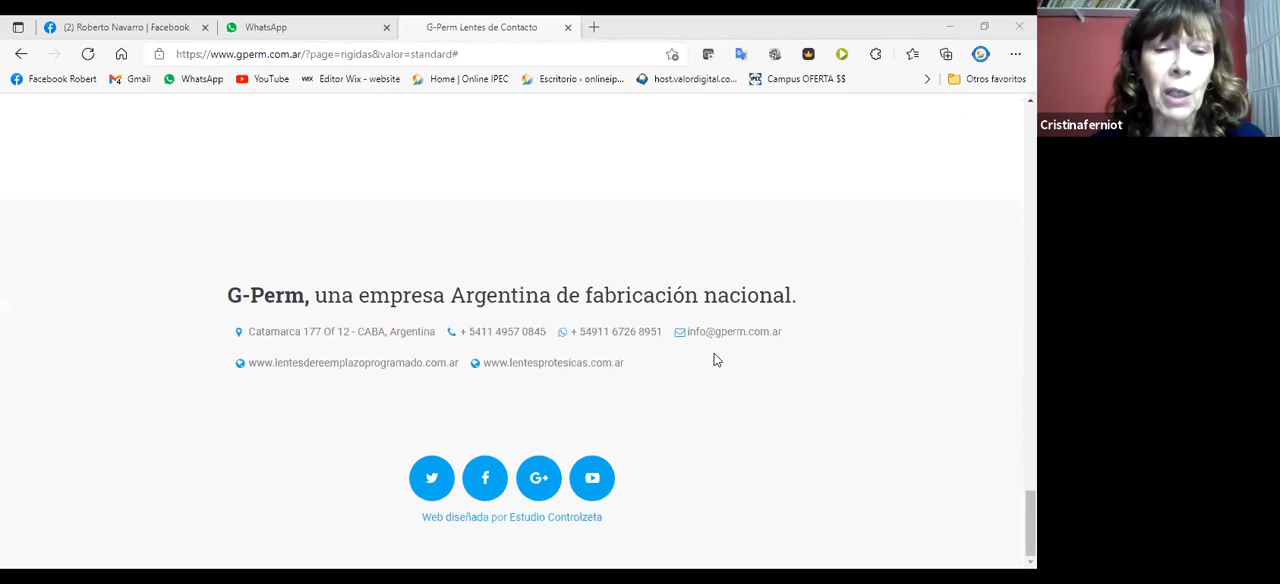 (2) Roberto Navarro | Facebook
WhatsApp
G-Perm Lentes de Contacto
https://www.gperm.com.ar/?page=rigidas&valor=standard#
Facebook Robert
Gmail
WhatsApp
YouTube
WIX Editor Wix - website
Home | Online IPEC
Escritorio ‹ onlineip...
host.valordigital.co...
Campus OFERTA $$
Otros favoritos
Cristinaferniot
G-Perm, una empresa Argentina de fabricación nacional.
Catamarca 177 Of 12 - CABA, Argentina + 5411 4957 0845 + 54911 6726 8951 info@gperm.com.ar
www.lentesdereemplazoprogramado.com.ar www.lentesprotesicas.com.ar
Web diseñada por Estudio Controlzeta